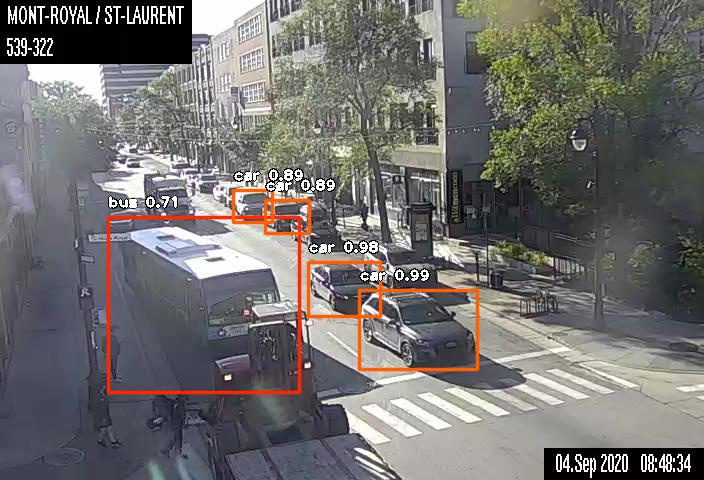 MONT-ROYAL / ST-LAURENT
539-322
car 0.89
car 0.89
bus 0.71
car 0.98
car 0.99
04.Sep 2020 08:48:34